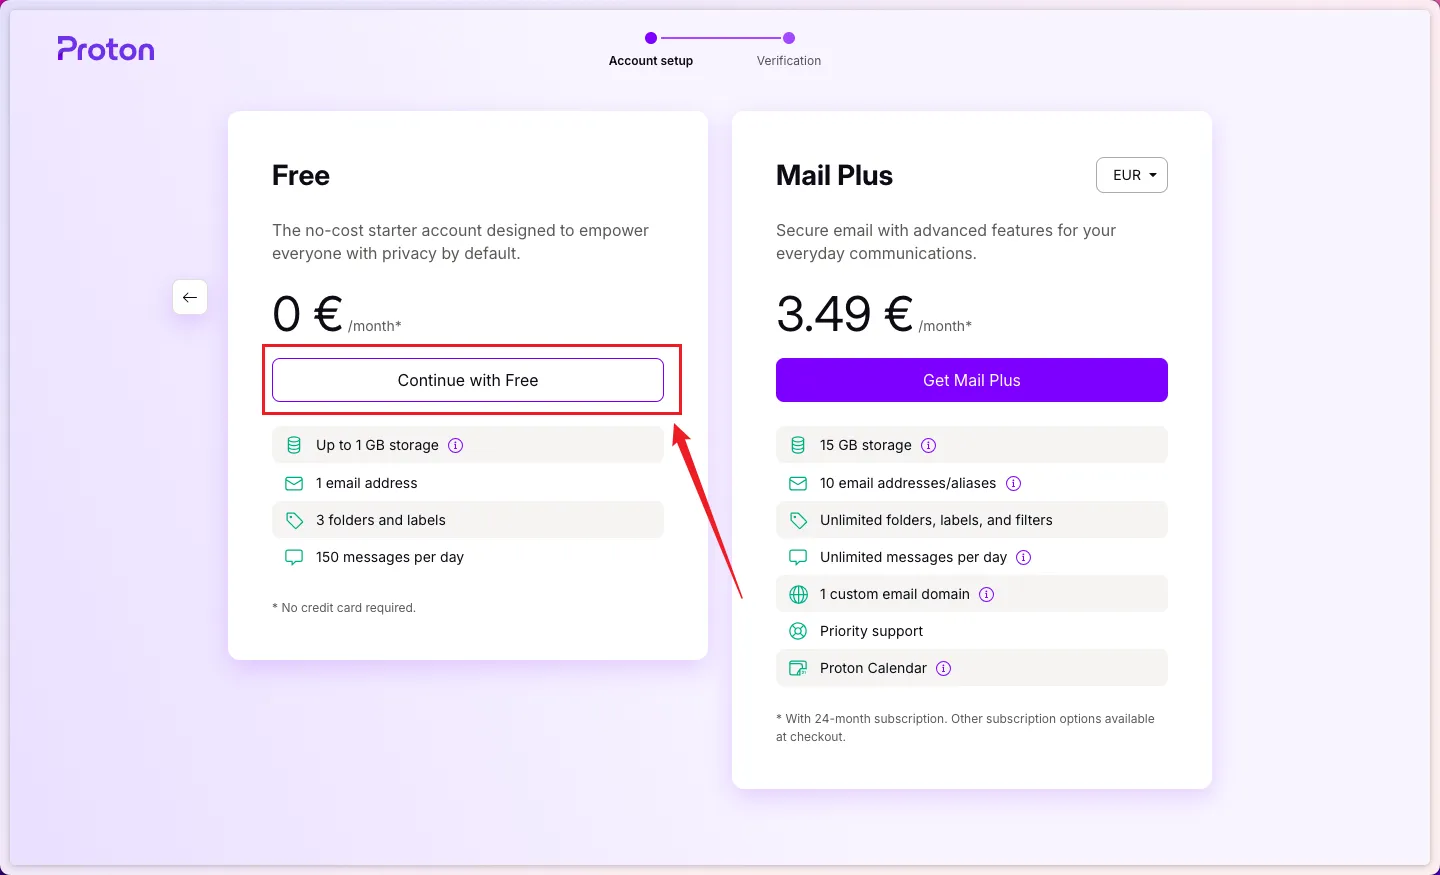 Proton
Account setup
Verification
Free
The no-cost starter account designed to empower
everyone with privacy by default.
0 € /month*
Continue with Free
Up to 1 GB storage
1 email address
3 folders and labels
150 messages per day
* No credit card required.
Mail Plus
EUR
Secure email with advanced features for your
everyday communications.
3.49 € /month*
Get Mail Plus
15 GB storage
10 email addresses/aliases
Unlimited folders, labels, and filters
Unlimited messages per day
1 custom email domain
Priority support
Proton Calendar
* With 24-month subscription. Other subscription options available
at checkout.